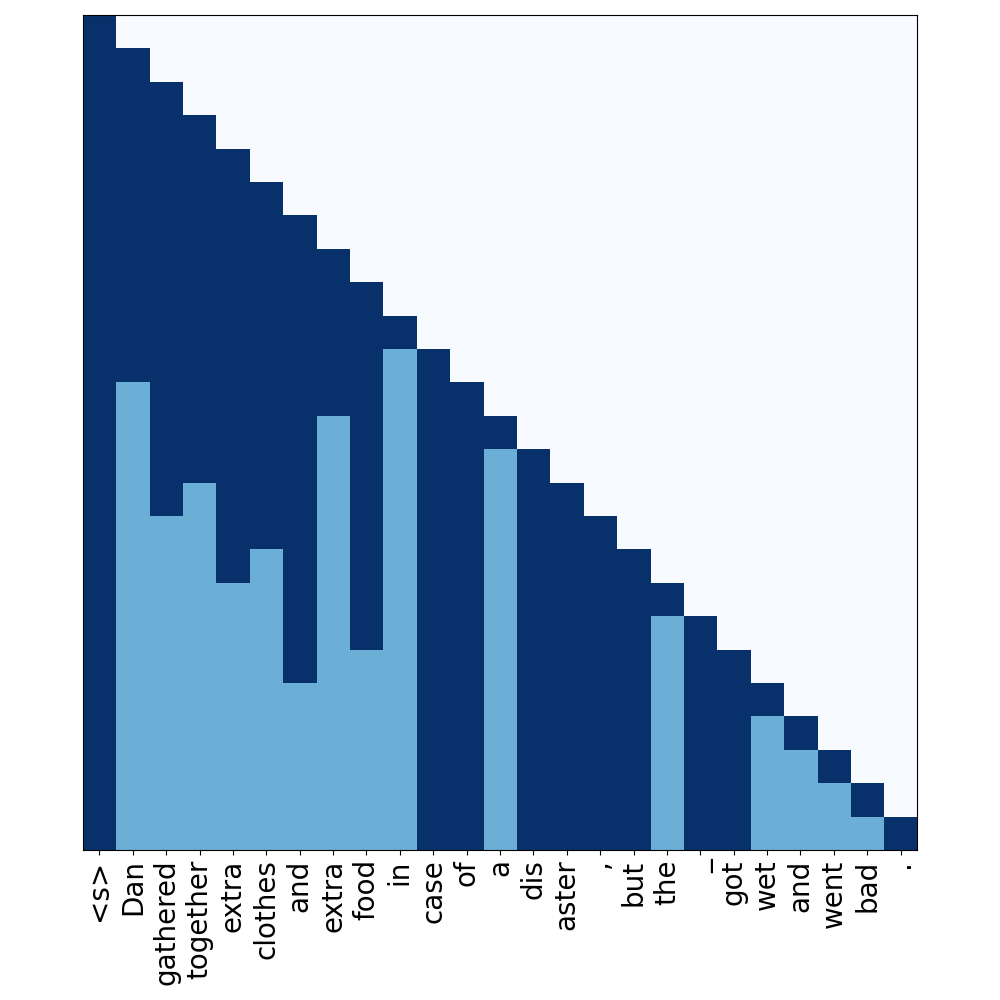 <s> Dan gathered together extra clothes and extra food in case of a dis aster , but the _ got wet and went bad .